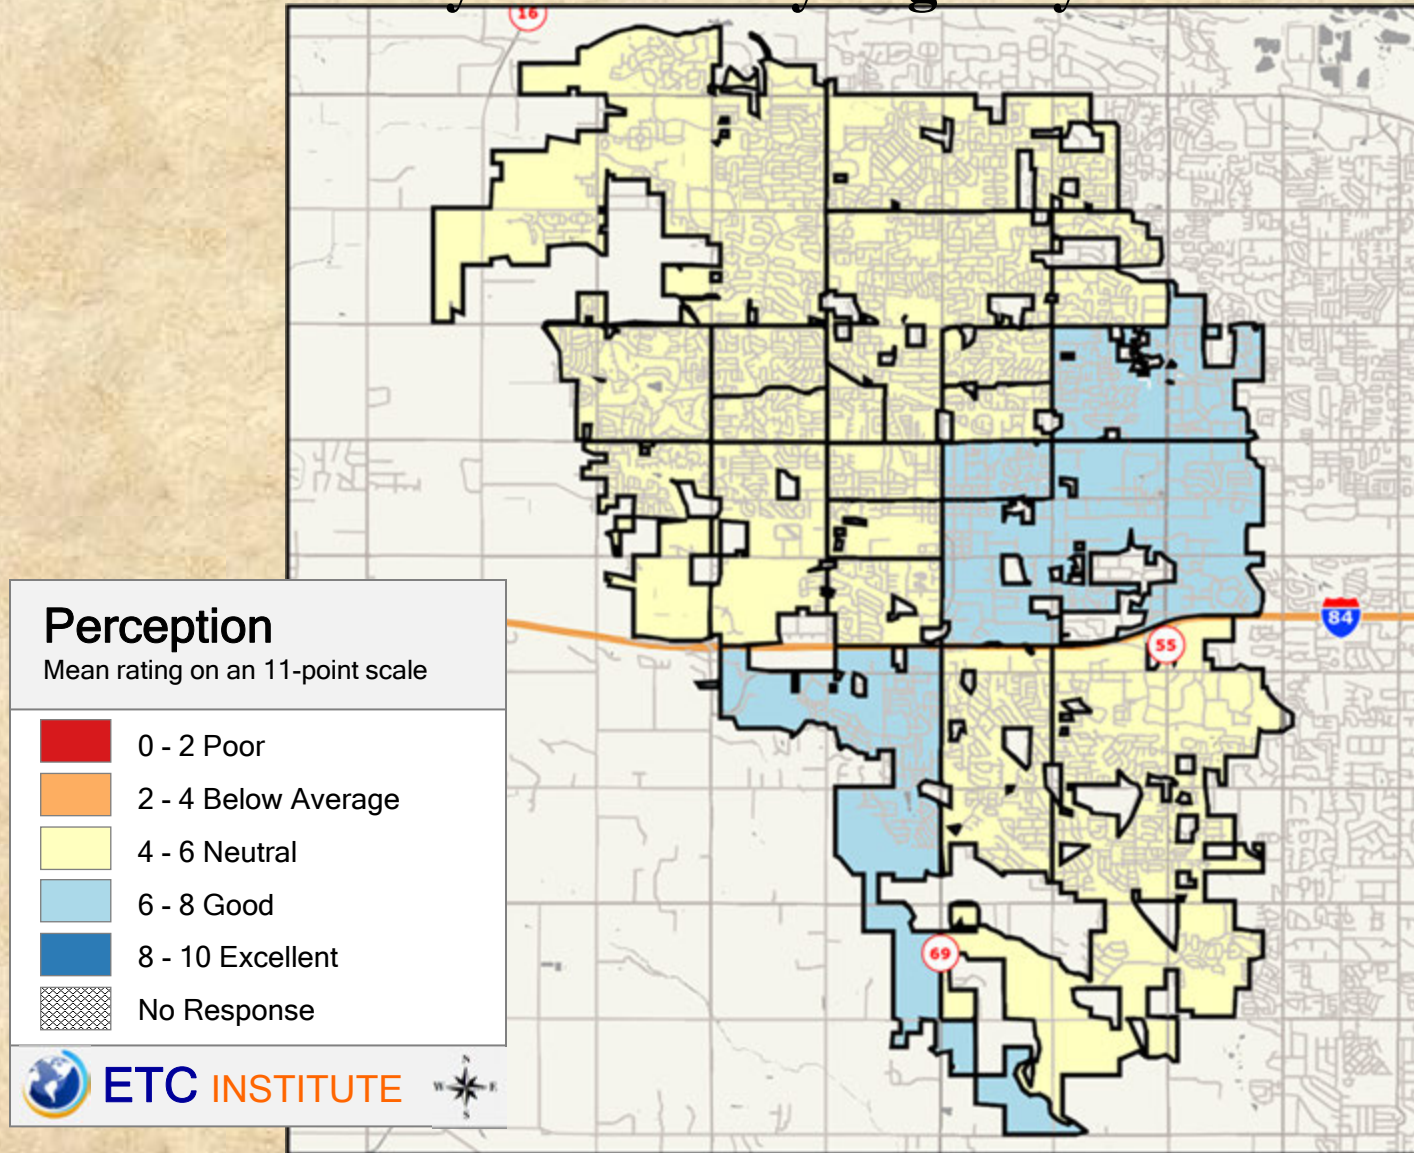 16
84
55
69
Perception
Mean rating on an 11-point scale
0 - 2 Poor
2 - 4 Below Average
4 - 6 Neutral
6 - 8 Good
8 - 10 Excellent
No Response
ETC INSTITUTE
N
W E
S